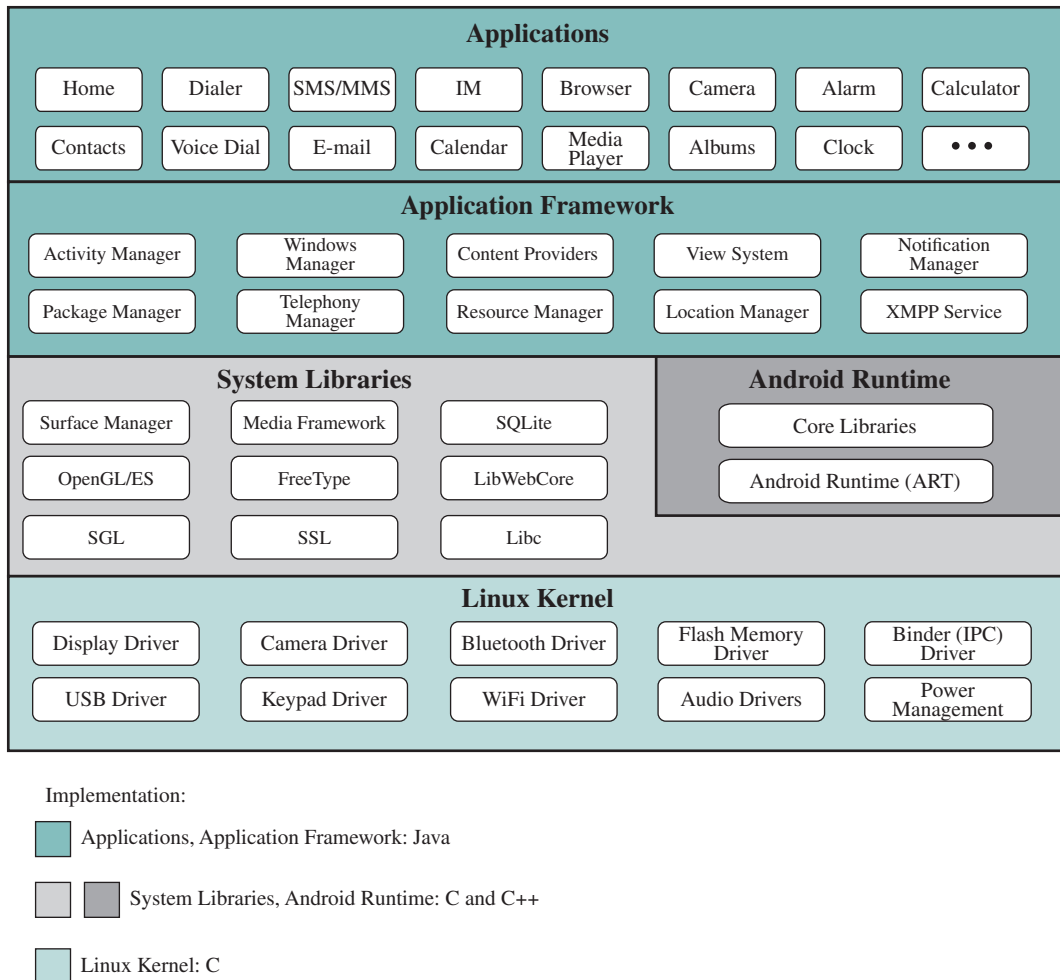 Applications
Home
Dialer
SMS/MMS
IM
Browser
Camera
Alarm
Calculator
Contacts
Voice Dial
E-mail
Calendar
Media
Player
Albums
Clock
•••
Application Framework
Activity Manager
Windows
Manager
Content Providers
View System
Notification
Manager
Package Manager
Telephony
Manager
Resource Manager
Location Manager
XMPP Service
System Libraries
Surface Manager
Media Framework
SQLite
OpenGL/ES
FreeType
LibWebCore
SGL
SSL
Libc
Android Runtime
Core Libraries
Android Runtime (ART)
Linux Kernel
Display Driver
Camera Driver
Bluetooth Driver
Flash Memory
Driver
Binder (IPC)
Driver
USB Driver
Keypad Driver
WiFi Driver
Audio Drivers
Power
Management
Implementation:
Applications, Application Framework: Java
System Libraries, Android Runtime: C and C++
Linux Kernel: C